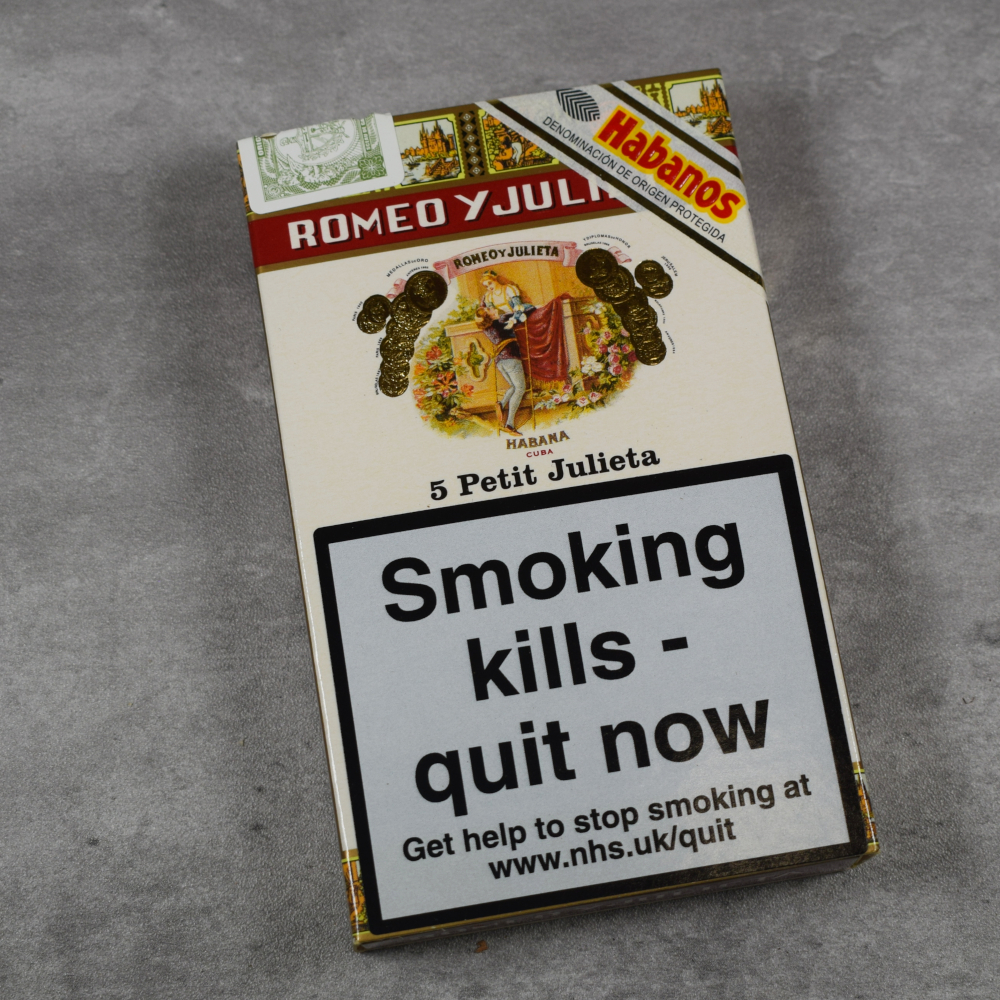 Habanos
DENOMINACIÓN DE ORIGEN PROTEGIDA
ROMEO Y JULI
ROMEO Y JULIETA
HABANA
CUBA
5 Petit Julieta
Smoking
kills -
quit now
Get help to stop smoking at
www.nhs.uk/quit